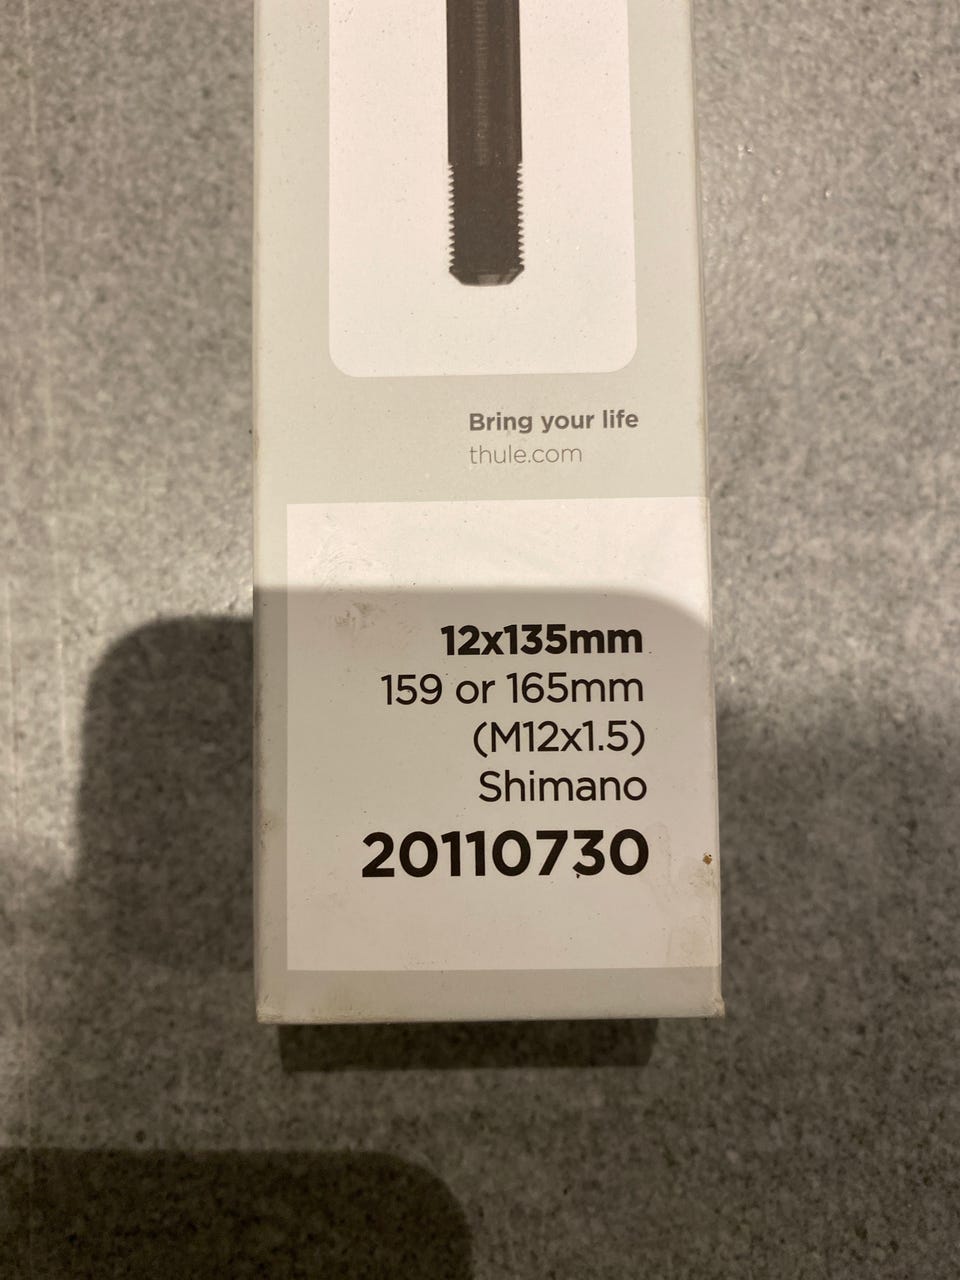 Bring your life
thule.com
12x135mm
159 or 165mm
(M12x1.5)
Shimano
20110730